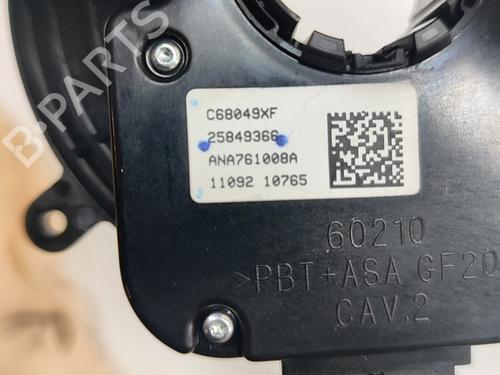 B-PARTS
C68049XF
25849366
ANA761008A
11092 10765
60210
>PBT+ASA GF20
CAV.2